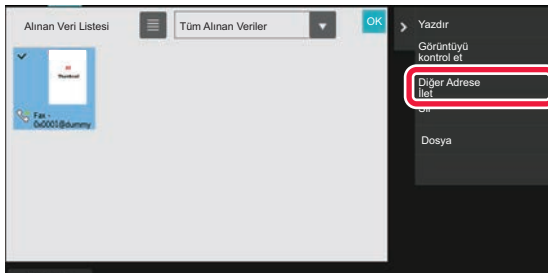 Alınan Veri Listesi
Tüm Alınan Veriler
OK
Fax -
0x0001@dummy
Yazdır
Görüntüyü
kontrol et
Diğer Adrese
İlet
Sil
Dosya